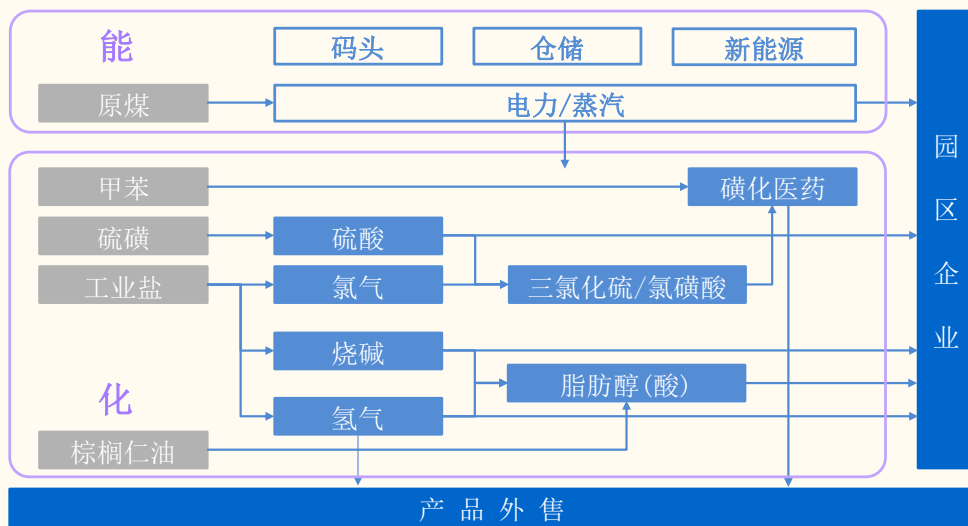 能
码头
仓储
新能源
原煤
电力/蒸汽
甲苯
磺化医药
硫磺
硫酸
工业盐
氯气
三氯化硫/氯磺酸
烧碱
脂肪醇(酸)
化
氢气
棕榈仁油
园区企业
产品外售